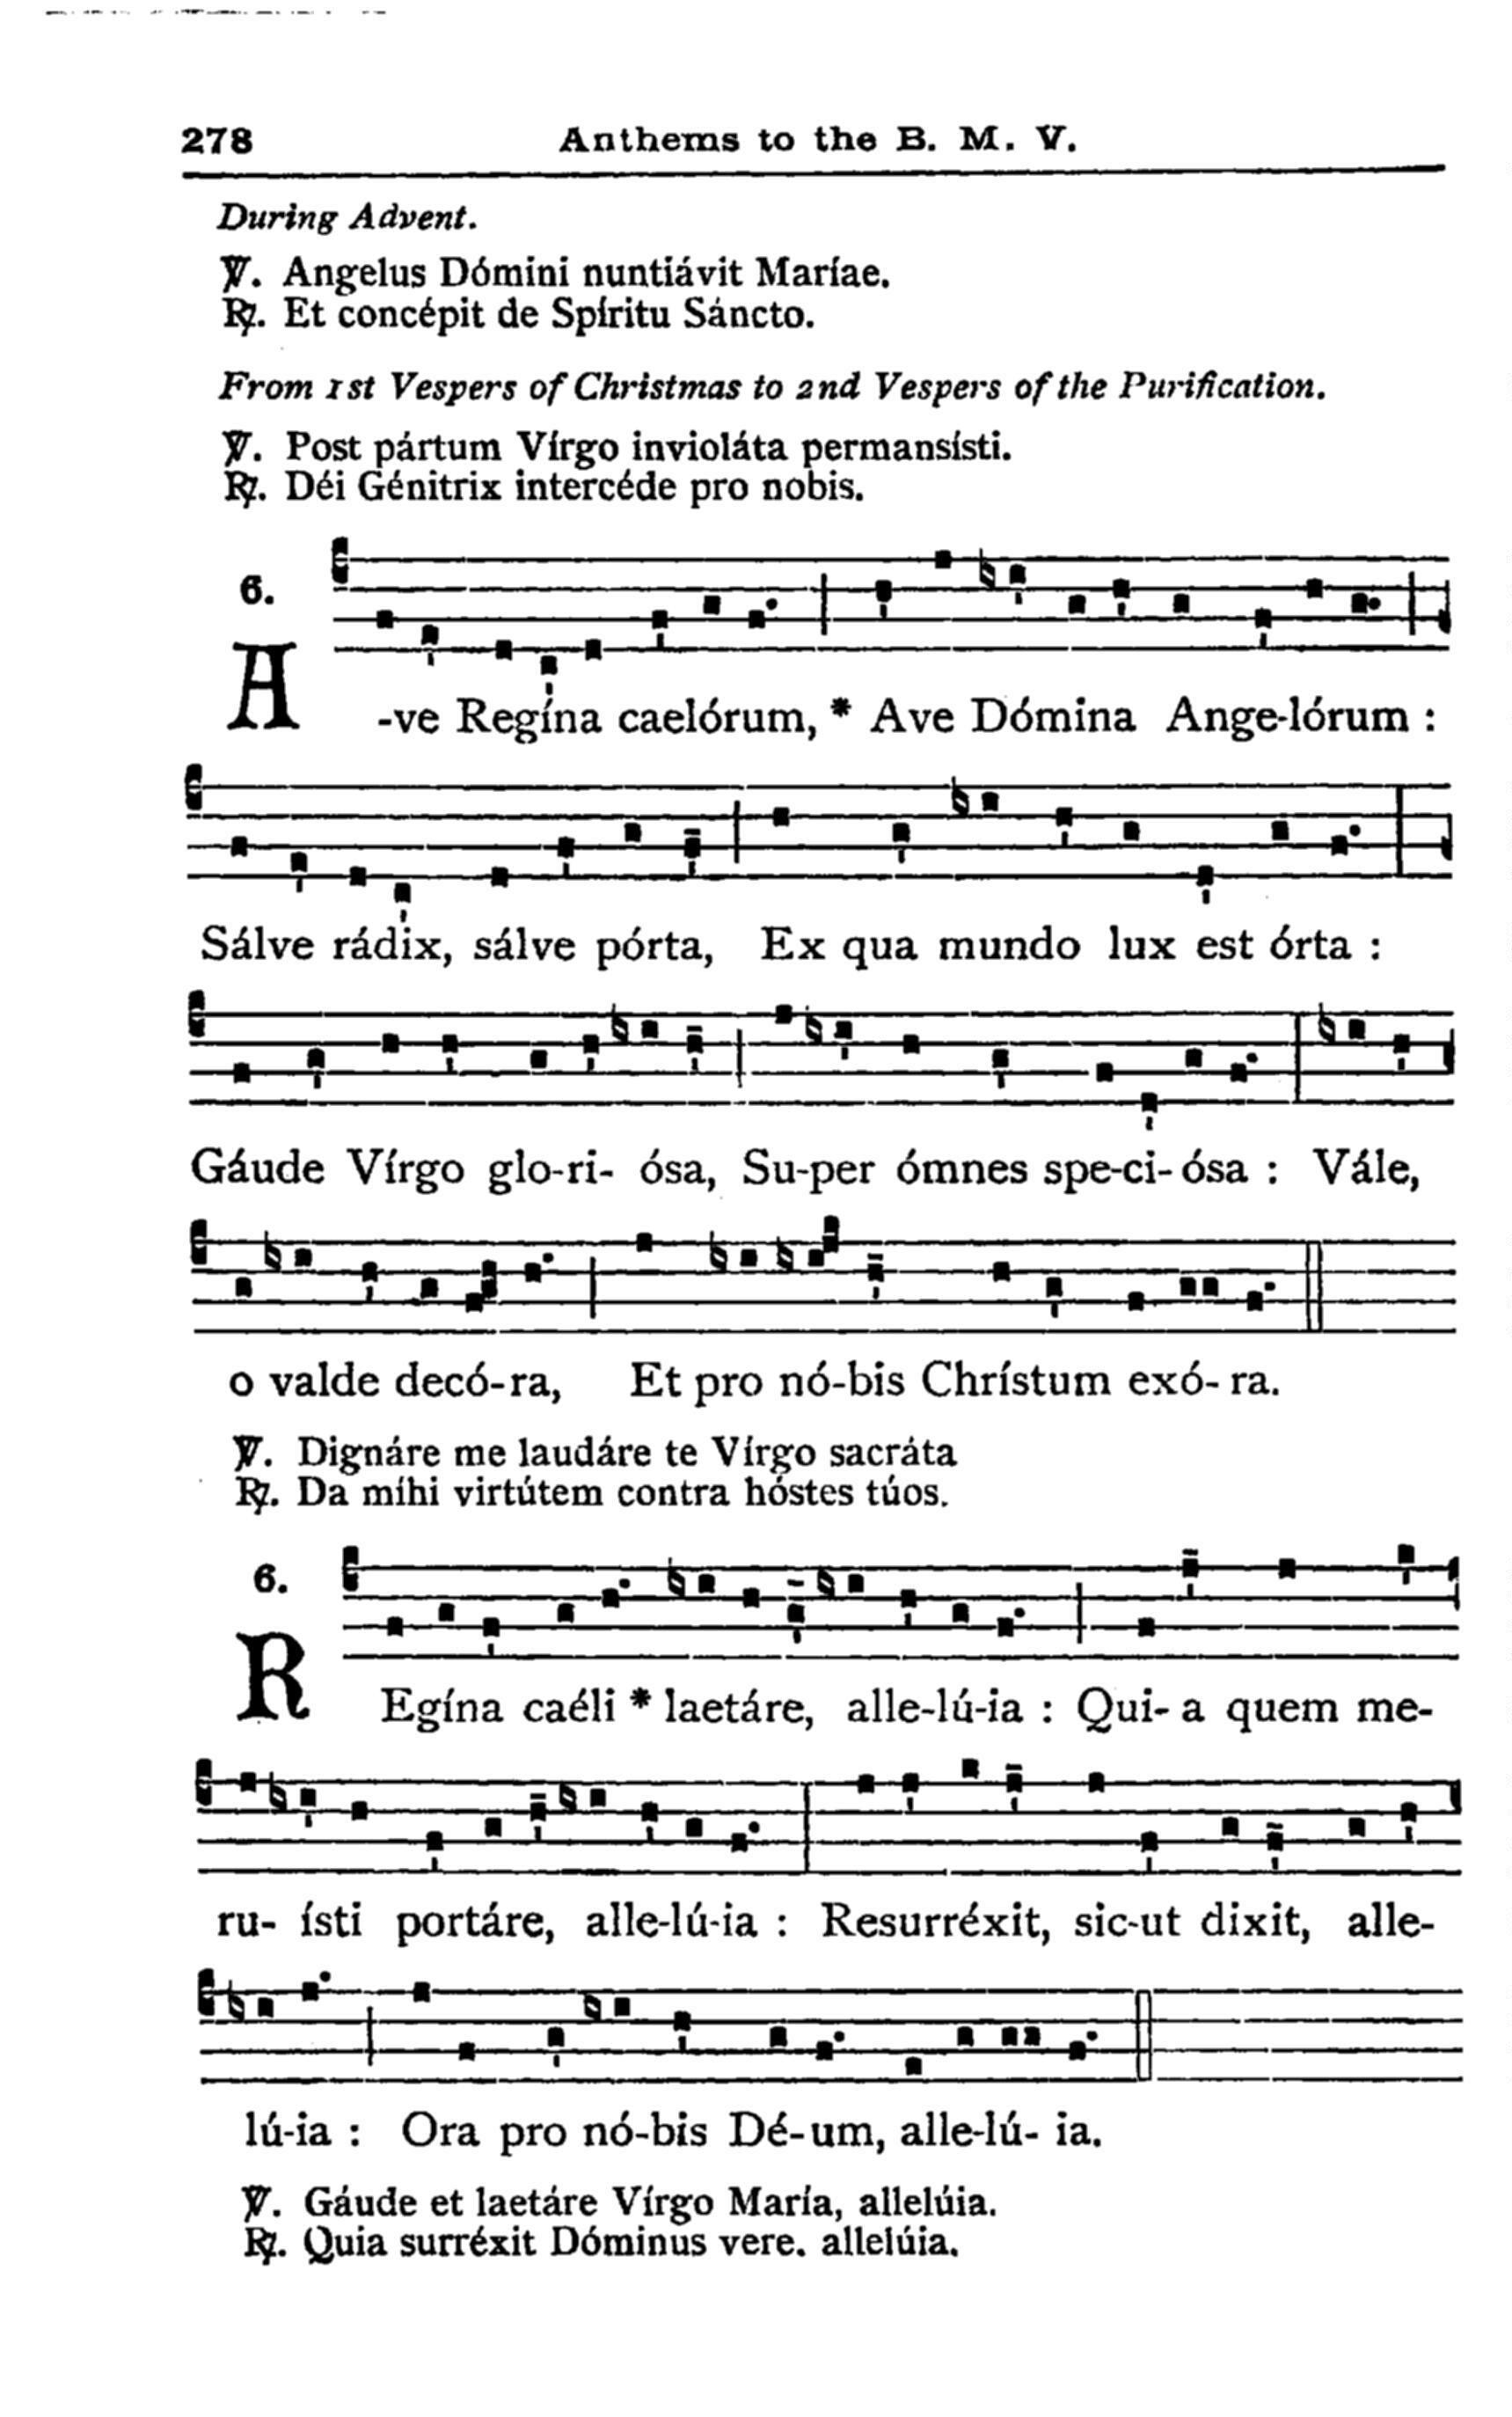 278 Anthems to the B. M. V.
During Advent.
℣. Angelus Dómini nuntiávit Maríae.
℟. Et concépit de Spíritu Sáncto.
From 1st Vespers of Christmas to 2nd Vespers of the Purification.
℣. Post pártum Vírgo invioláta permansísti.
℟. Déi Génitrix intercéde pro nobis.
6.
A-ve Regína caelórum, * Ave Dómina Ange-lórum :
Sálve rádix, sálve pórta, Ex qua mundo lux est órta :
Gáude Vírgo glo-ri- ósa, Su-per ómnes spe-ci- ósa : Vále,
o valde decó-ra, Et pro nó-bis Chrístum exó- ra.
℣. Dignáre me laudáre te Vírgo sacráta
℟. Da míhi virtútem contra hóstes túos.
6.
REgína caéli * laetáre, alle-lú-ia : Qui- a quem me-
ru- ísti portáre, alle-lú-ia : Resurréxit, sic-ut dixit, alle-
lú-ia : Ora pro nó-bis Dé-um, alle-lú- ia.
℣. Gáude et laetáre Vírgo María, allelúia.
℟. Quia surréxit Dóminus vere. allelúia.